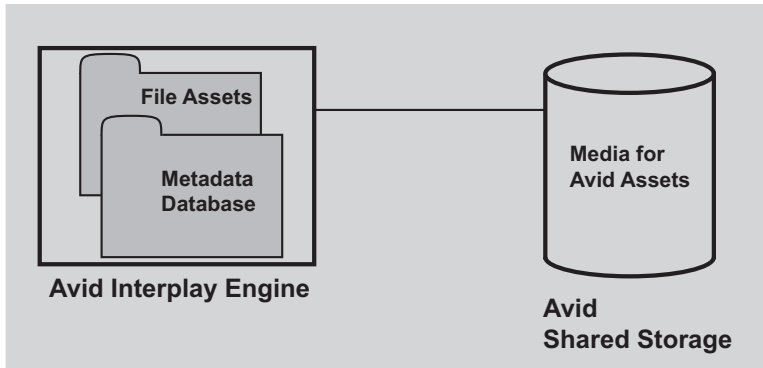 File Assets
Metadata
Database
Avid Interplay Engine
Media for
Avid Assets
Avid
Shared Storage